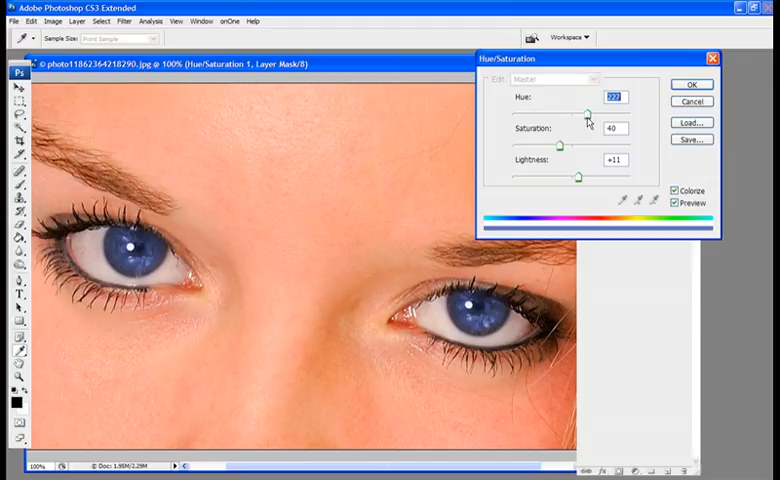 Adobe Photoshop CS3 Extended
File Edit Image Layer Select Filter Analysis View Window onOne Help
Sample Size: Point Sample
Workspace
Ps
© photo11862364218290.jpg @ 100% (Hue/Saturation 1, Layer Mask/8)
Hue/Saturation
Edit: Master
OK
Hue: 227
Cancel
Saturation: 40
Load...
Save...
Lightness: +11
Colorize
Preview
T
100%
Doc: 1.95M/2.29M
fx